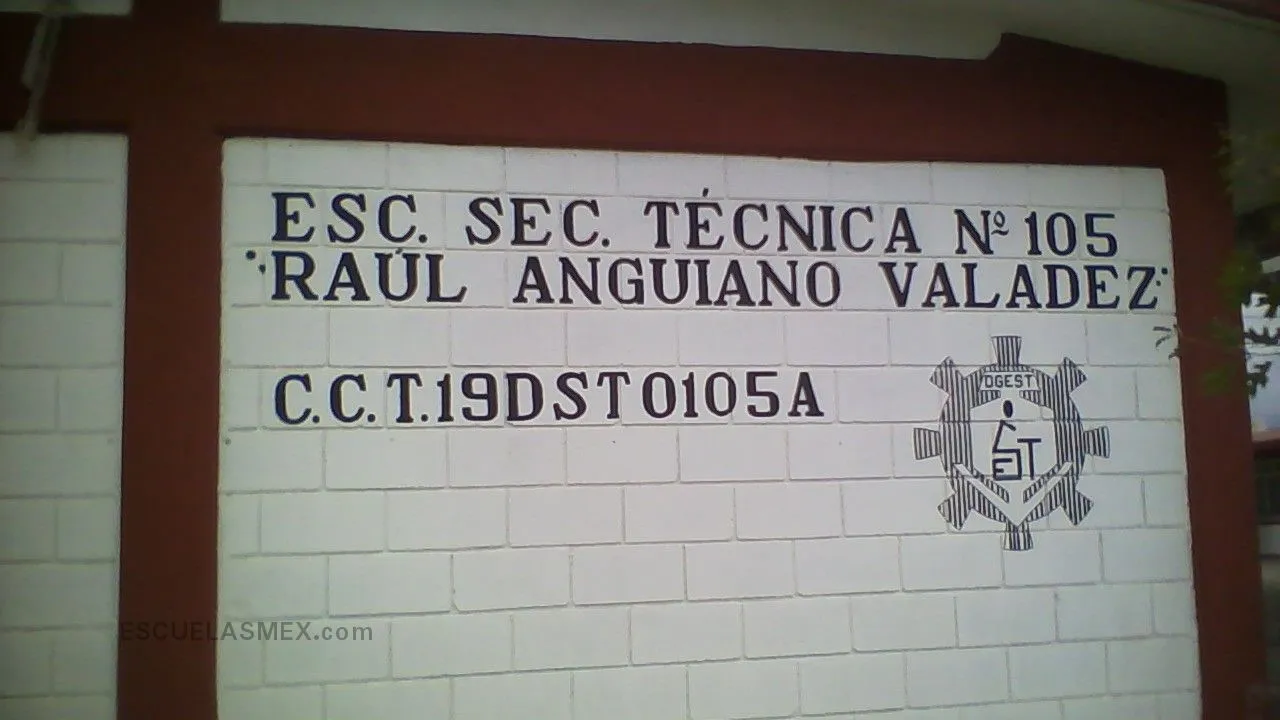 ESC. SEC. TÉCNICA Nº 105
"RAÚL ANGUIANO VALADEZ"
C.C.T.19DST0105A
DGEST
EST
ESCUELASMEX.com